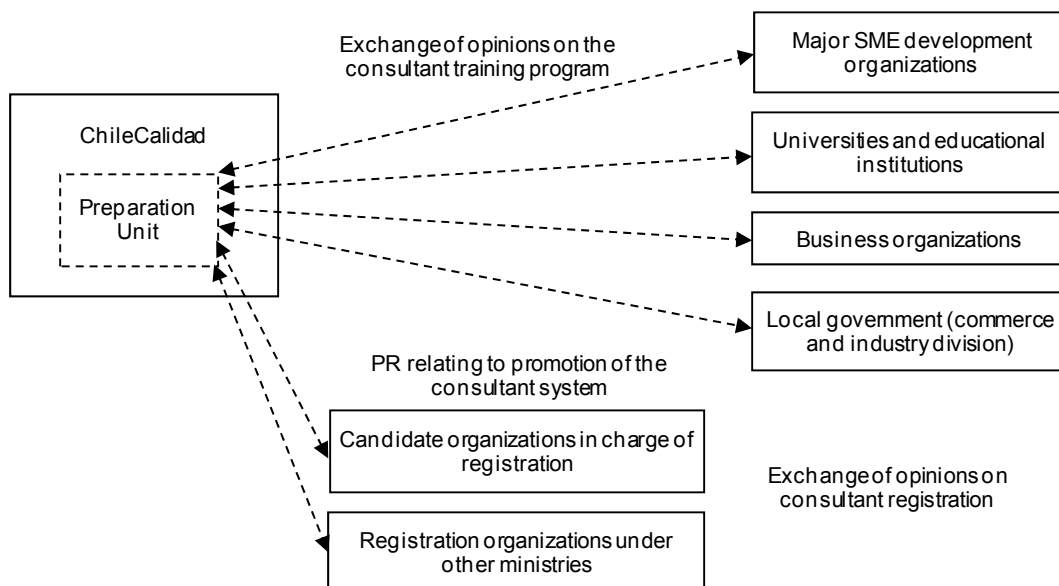 Exchange of opinions on the
consultant training program
Major SME development
organizations
ChileCalidad
Preparation
Unit
Universities and educational
institutions
Business organizations
Local government (commerce
and industry division)
PR relating to promotion of the
consultant system
Candidate organizations in charge of
registration
Exchange of opinions on
consultant registration
Registration organizations under
other ministries